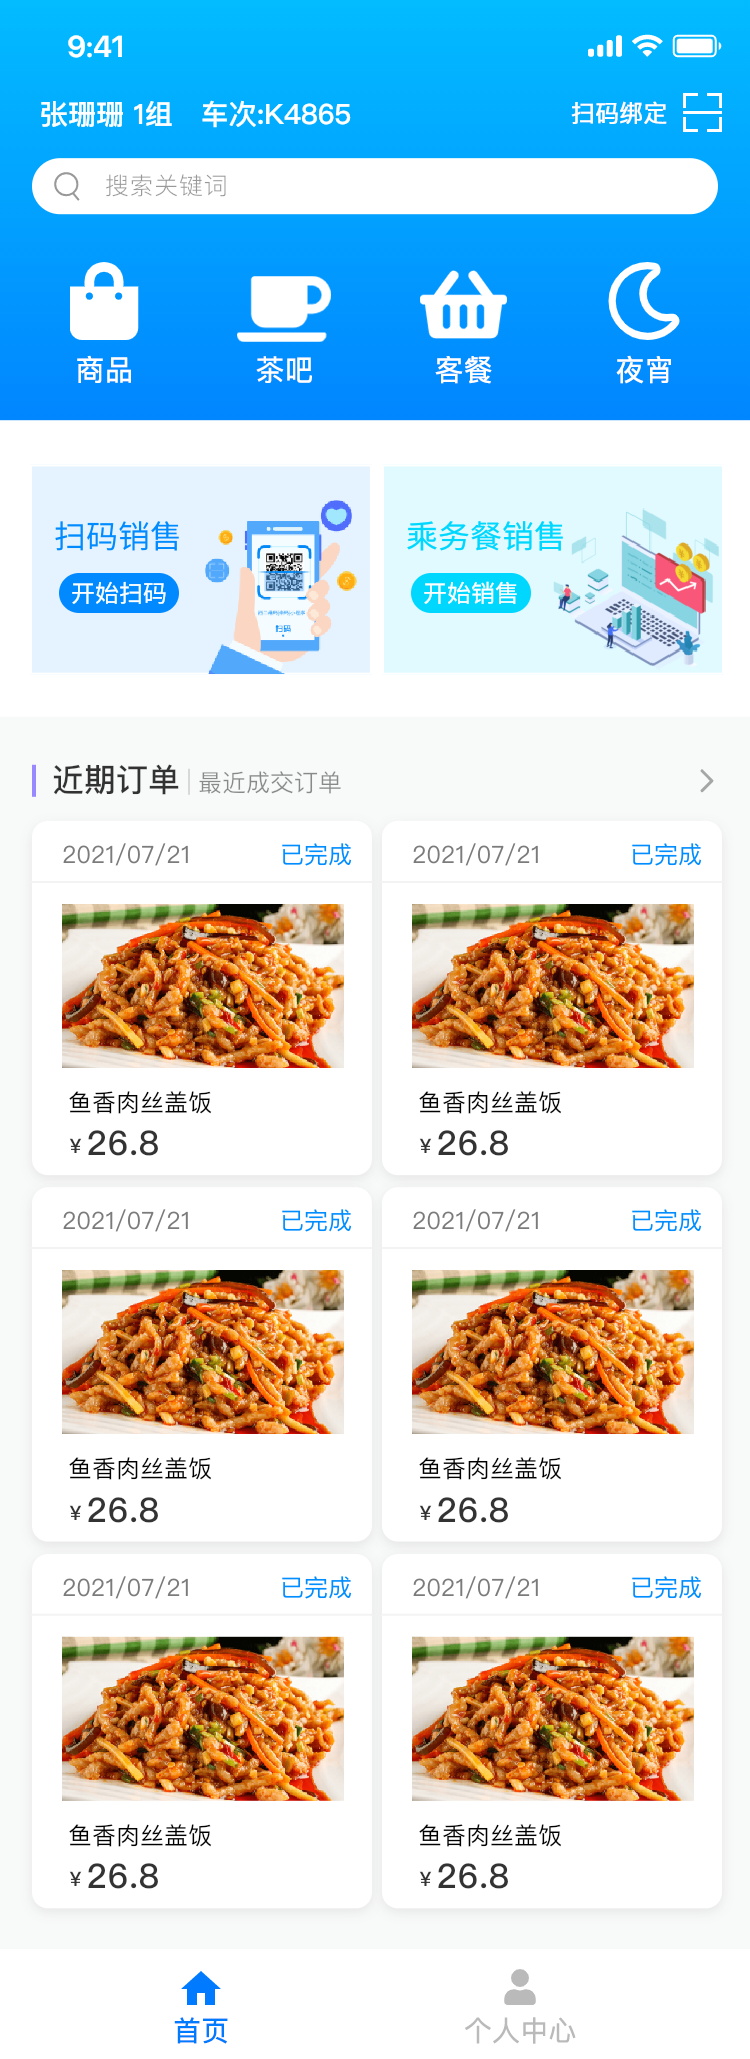 9:41
张珊珊 1组 车次:K4865 扫码绑定
搜索关键词
商品 茶吧 客餐 夜宵
扫码销售
开始扫码
扫码
乘务餐销售
开始销售
近期订单 最近成交订单
2021/07/21 已完成
鱼香肉丝盖饭
¥ 26.8
2021/07/21 已完成
鱼香肉丝盖饭
¥ 26.8
2021/07/21 已完成
鱼香肉丝盖饭
¥ 26.8
2021/07/21 已完成
鱼香肉丝盖饭
¥ 26.8
2021/07/21 已完成
鱼香肉丝盖饭
¥ 26.8
2021/07/21 已完成
鱼香肉丝盖饭
¥ 26.8
首页 个人中心